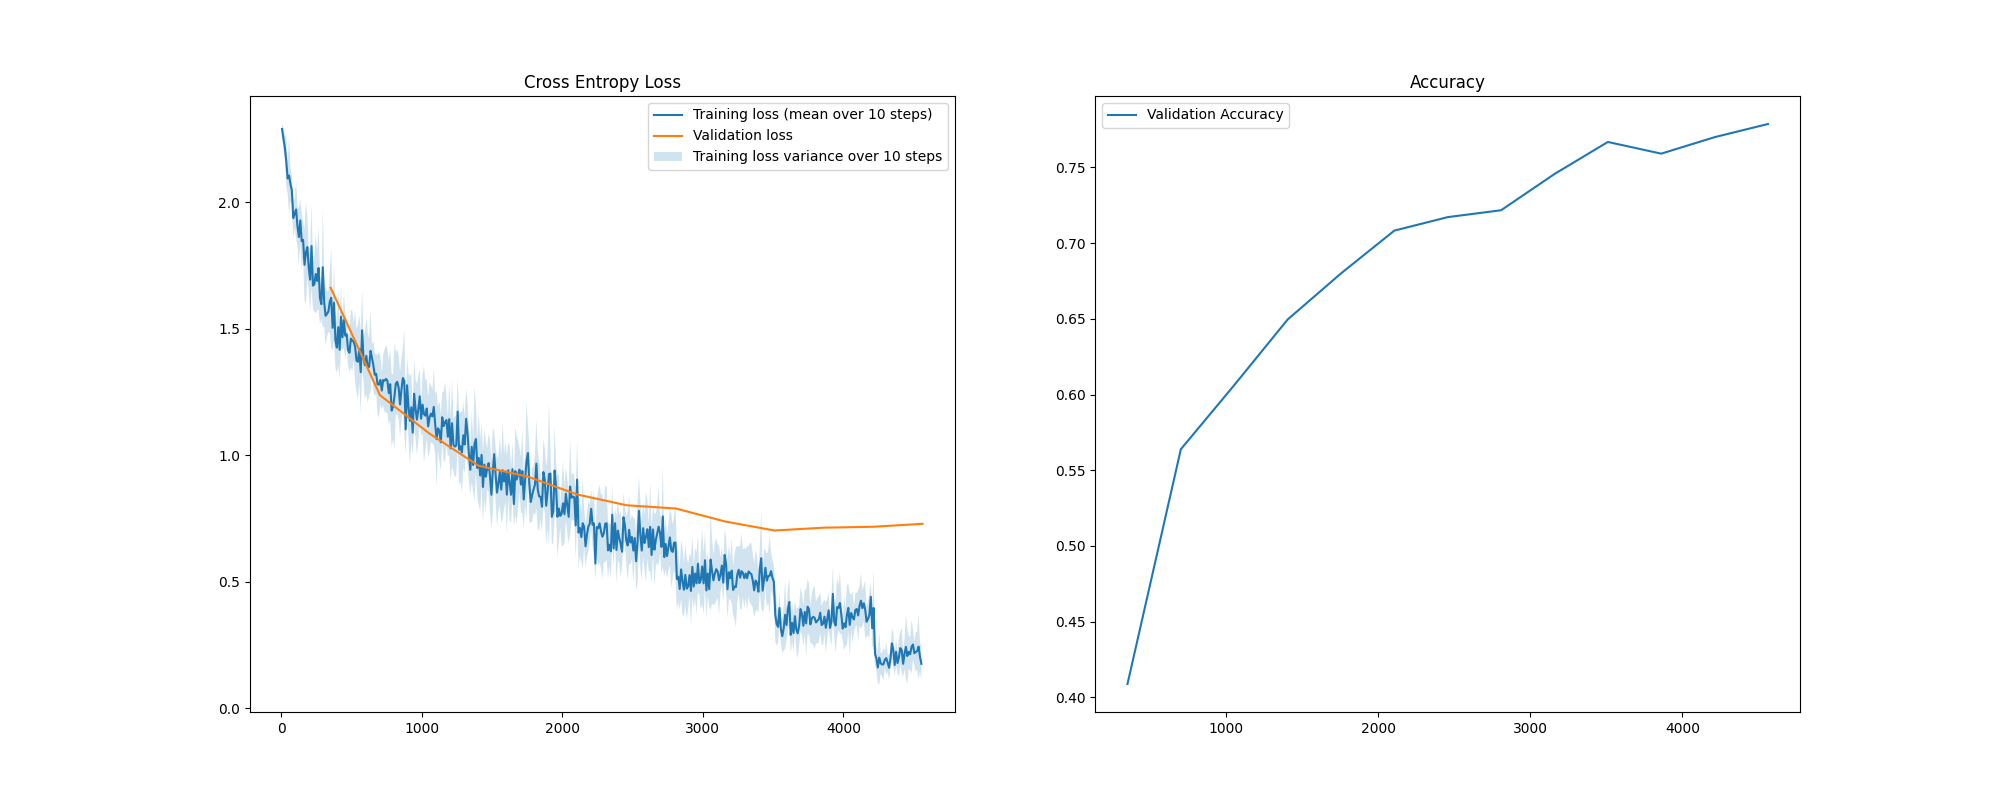 Cross Entropy Loss
Training loss (mean over 10 steps)
Validation loss
Training loss variance over 10 steps
2.0
1.5
1.0
0.5
0.0
0 1000 2000 3000 4000
Accuracy
Validation Accuracy
0.75
0.70
0.65
0.60
0.55
0.50
0.45
0.40
1000 2000 3000 4000